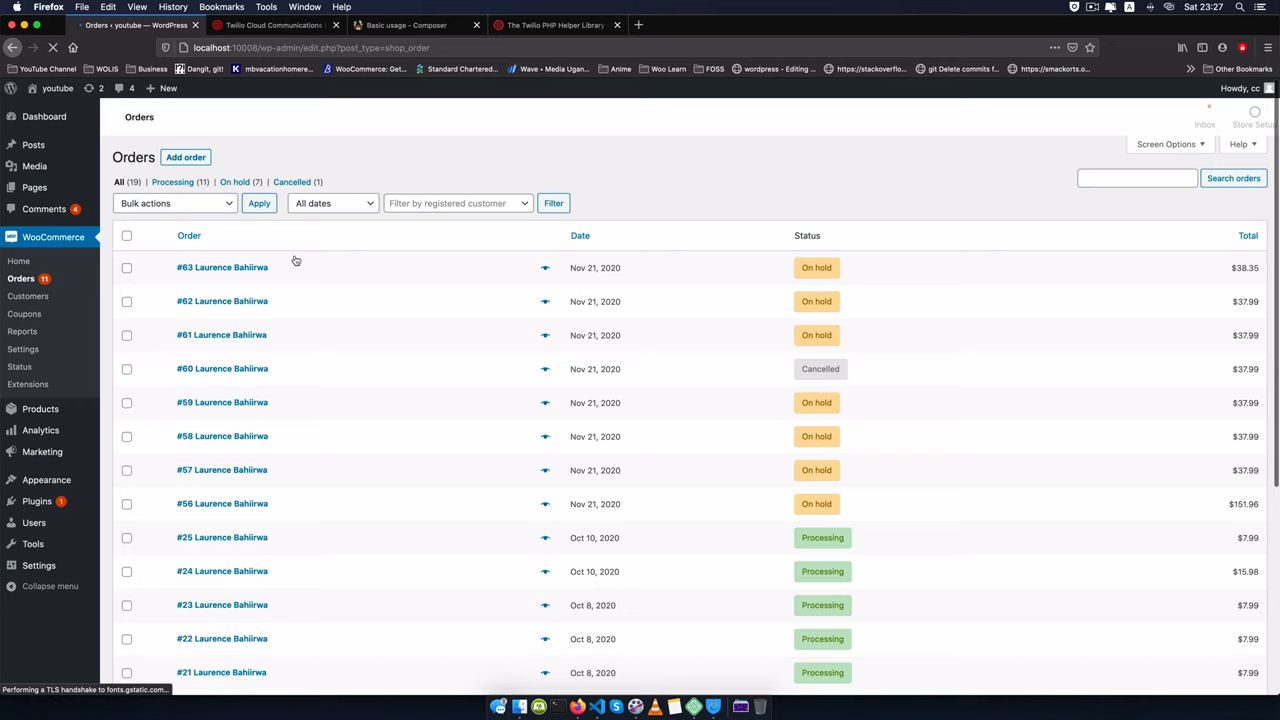 Firefox File Edit View History Bookmarks Tools Window Help Sat 23:27
Orders ‹ youtube — WordPress Twilio Cloud Communications Basic usage - Composer The Twilio PHP Helper Library
localhost:10008/wp-admin/edit.php?post_type=shop_order
YouTube Channel WOLIS Business Dangit, git! mbvacationhome... WooCommerce: Get... Standard Chartered... Wave • Media Ugan... Anime Woo Learn FOSS wordpress - Editing ... https://stackoverflo... git Delete commits f... https://smackorts.o... Other Bookmarks
youtube 2 4 New Howdy, cc
Dashboard
Posts
Media
Pages
Comments 4
WooCommerce
Home
Orders 11
Customers
Coupons
Reports
Settings
Status
Extensions
Products
Analytics
Marketing
Appearance
Plugins 1
Users
Tools
Settings
Collapse menu
Orders
Inbox Store Setup
Screen Options Help
Orders Add order
All (19) | Processing (11) | On hold (7) | Cancelled (1)
Search orders
Bulk actions Apply All dates Filter by registered customer Filter
Order Date Status Total
#63 Laurence Bahiirwa Nov 21, 2020 On hold $38.35
#62 Laurence Bahiirwa Nov 21, 2020 On hold $37.99
#61 Laurence Bahiirwa Nov 21, 2020 On hold $37.99
#60 Laurence Bahiirwa Nov 21, 2020 Cancelled $37.99
#59 Laurence Bahiirwa Nov 21, 2020 On hold $37.99
#58 Laurence Bahiirwa Nov 21, 2020 On hold $37.99
#57 Laurence Bahiirwa Nov 21, 2020 On hold $37.99
#56 Laurence Bahiirwa Nov 21, 2020 On hold $151.96
#25 Laurence Bahiirwa Oct 10, 2020 Processing $7.99
#24 Laurence Bahiirwa Oct 10, 2020 Processing $15.98
#23 Laurence Bahiirwa Oct 8, 2020 Processing $7.99
#22 Laurence Bahiirwa Oct 8, 2020 Processing $7.99
#21 Laurence Bahiirwa Oct 8, 2020 Processing $7.99
Performing a TLS handshake to fonts.gstatic.com...